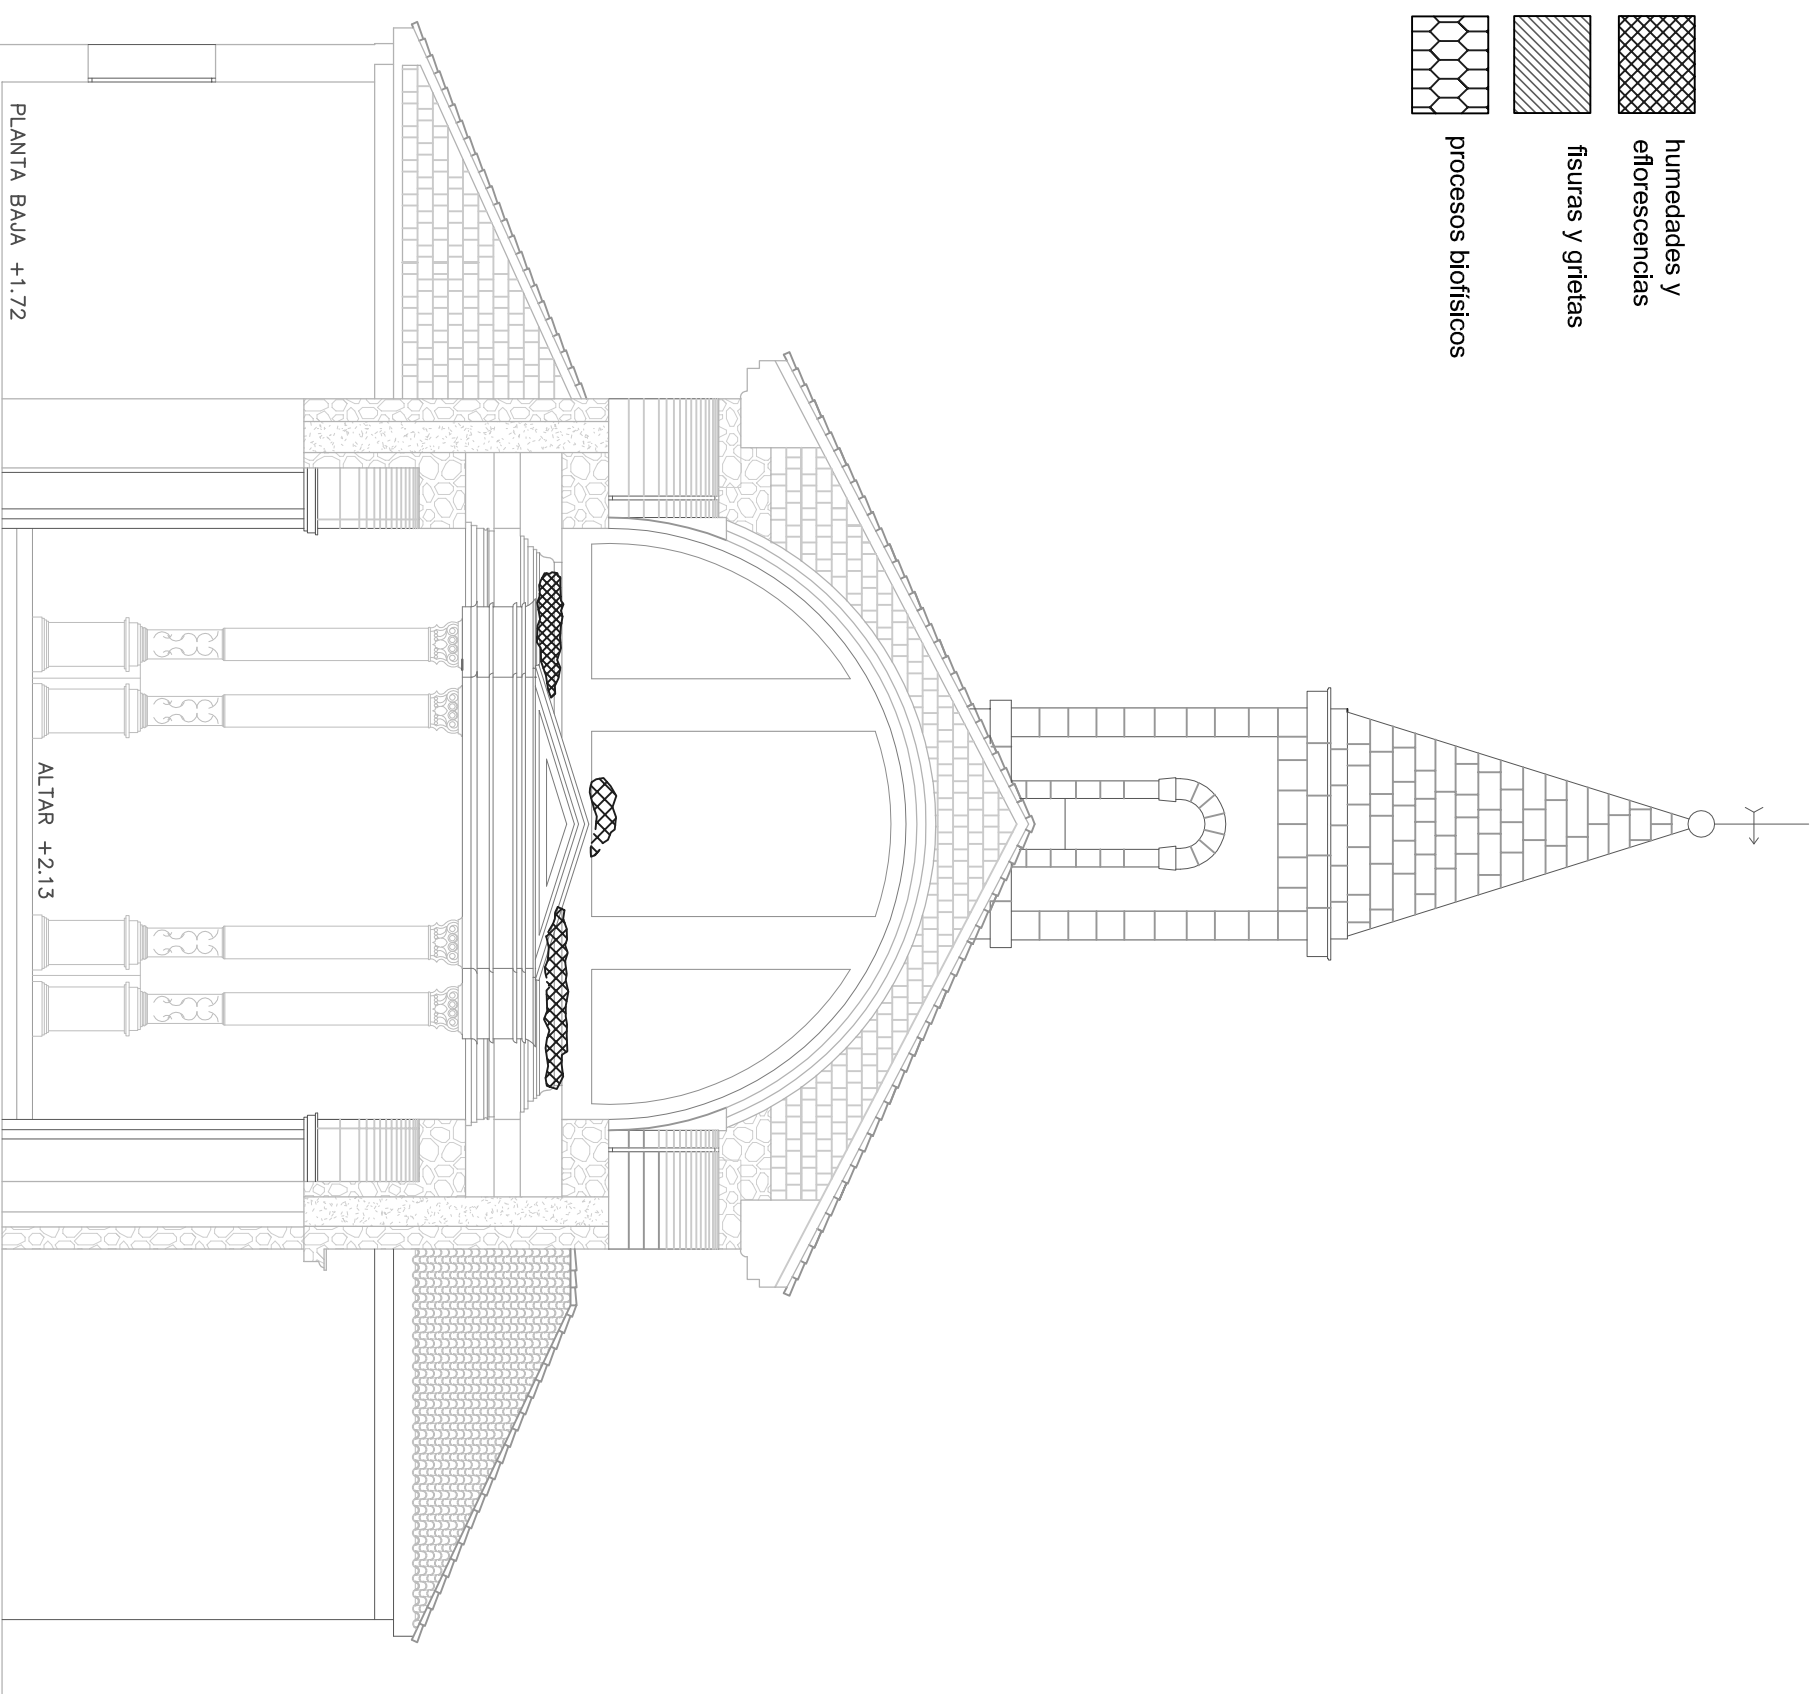 humedades y
eflorescencias
fisuras y grietas
procesos biofísicos
PLANTA BAJA +1.72
ALTAR +2.13